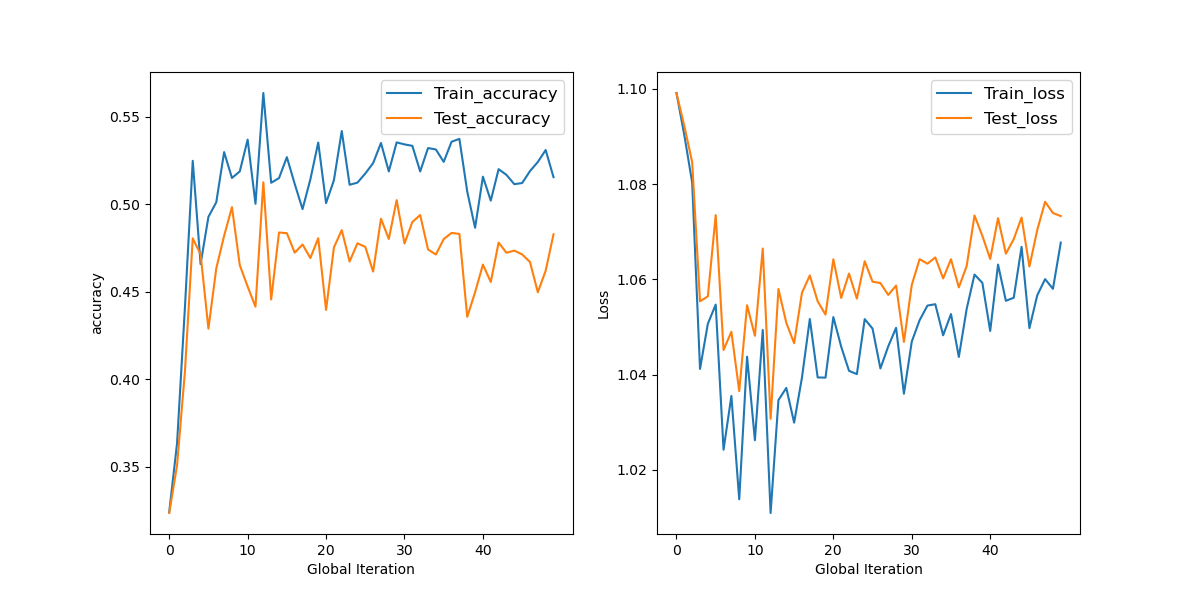 Train_accuracy
Test_accuracy
0.55
0.50
0.45
0.40
0.35
accuracy
0 10 20 30 40
Global Iteration
Train_loss
Test_loss
1.10
1.08
1.06
1.04
1.02
Loss
0 10 20 30 40
Global Iteration